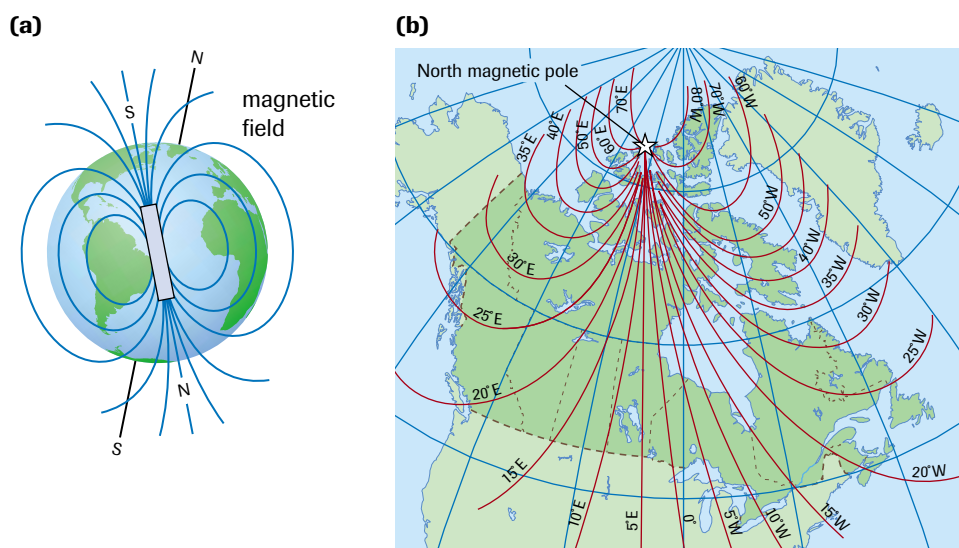 (a)
N
S
magnetic
field
N
S
(b)
North magnetic pole
35°E
40°E
50°E
60°E
70°E
80°W
70°W
60°W
50°W
40°W
35°W
30°W
25°W
20°W
30°E
25°E
20°E
15°E
10°E
5°E
0°
5°W
10°W
15°W